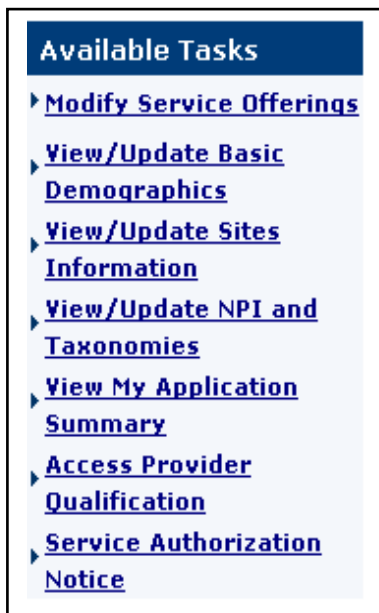 Available Tasks
Modify Service Offerings
View/Update Basic
Demographics
View/Update Sites
Information
View/Update NPI and
Taxonomies
View My Application
Summary
Access Provider
Qualification
Service Authorization
Notice